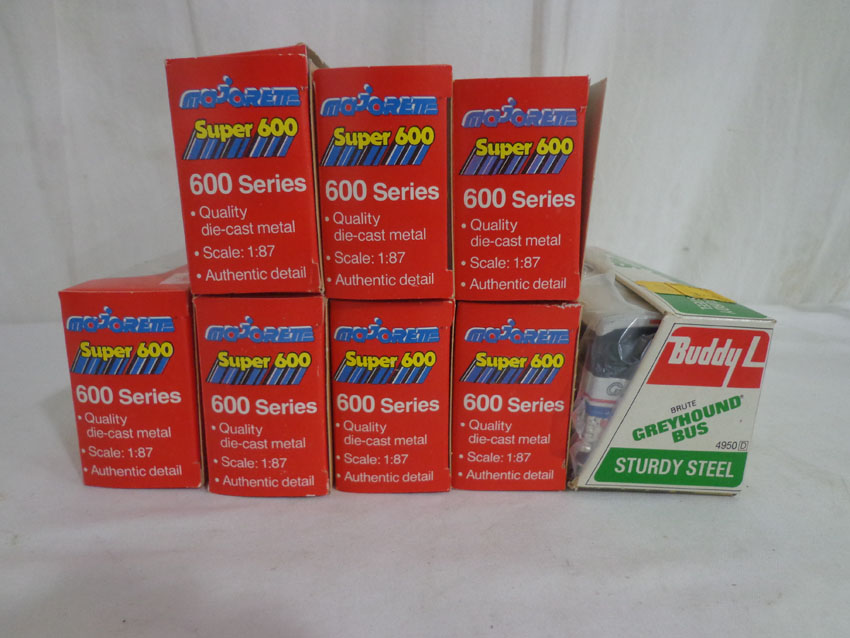 MAJORETTE
Super 600
600 Series
• Quality
die-cast metal
• Scale: 1:87
• Authentic detail
MAJORETTE
Super 600
600 Series
• Quality
die-cast metal
• Scale: 1:87
• Authentic detail
MAJORETTE
Super 600
600 Series
• Quality
die-cast metal
• Scale: 1:87
• Authentic detail
MAJORETTE
Super 600
600 Series
• Quality
die-cast metal
• Scale: 1:87
• Authentic detail
MAJORETTE
Super 600
600 Series
• Quality
die-cast metal
• Scale: 1:87
• Authentic detail
MAJORETTE
Super 600
600 Series
• Quality
die-cast metal
• Scale: 1:87
• Authentic detail
MAJORETTE
Super 600
600 Series
• Quality
die-cast metal
• Scale: 1:87
• Authentic detail
Buddy L
BRUTE
GREYHOUND®
BUS
4950 D
STURDY STEEL